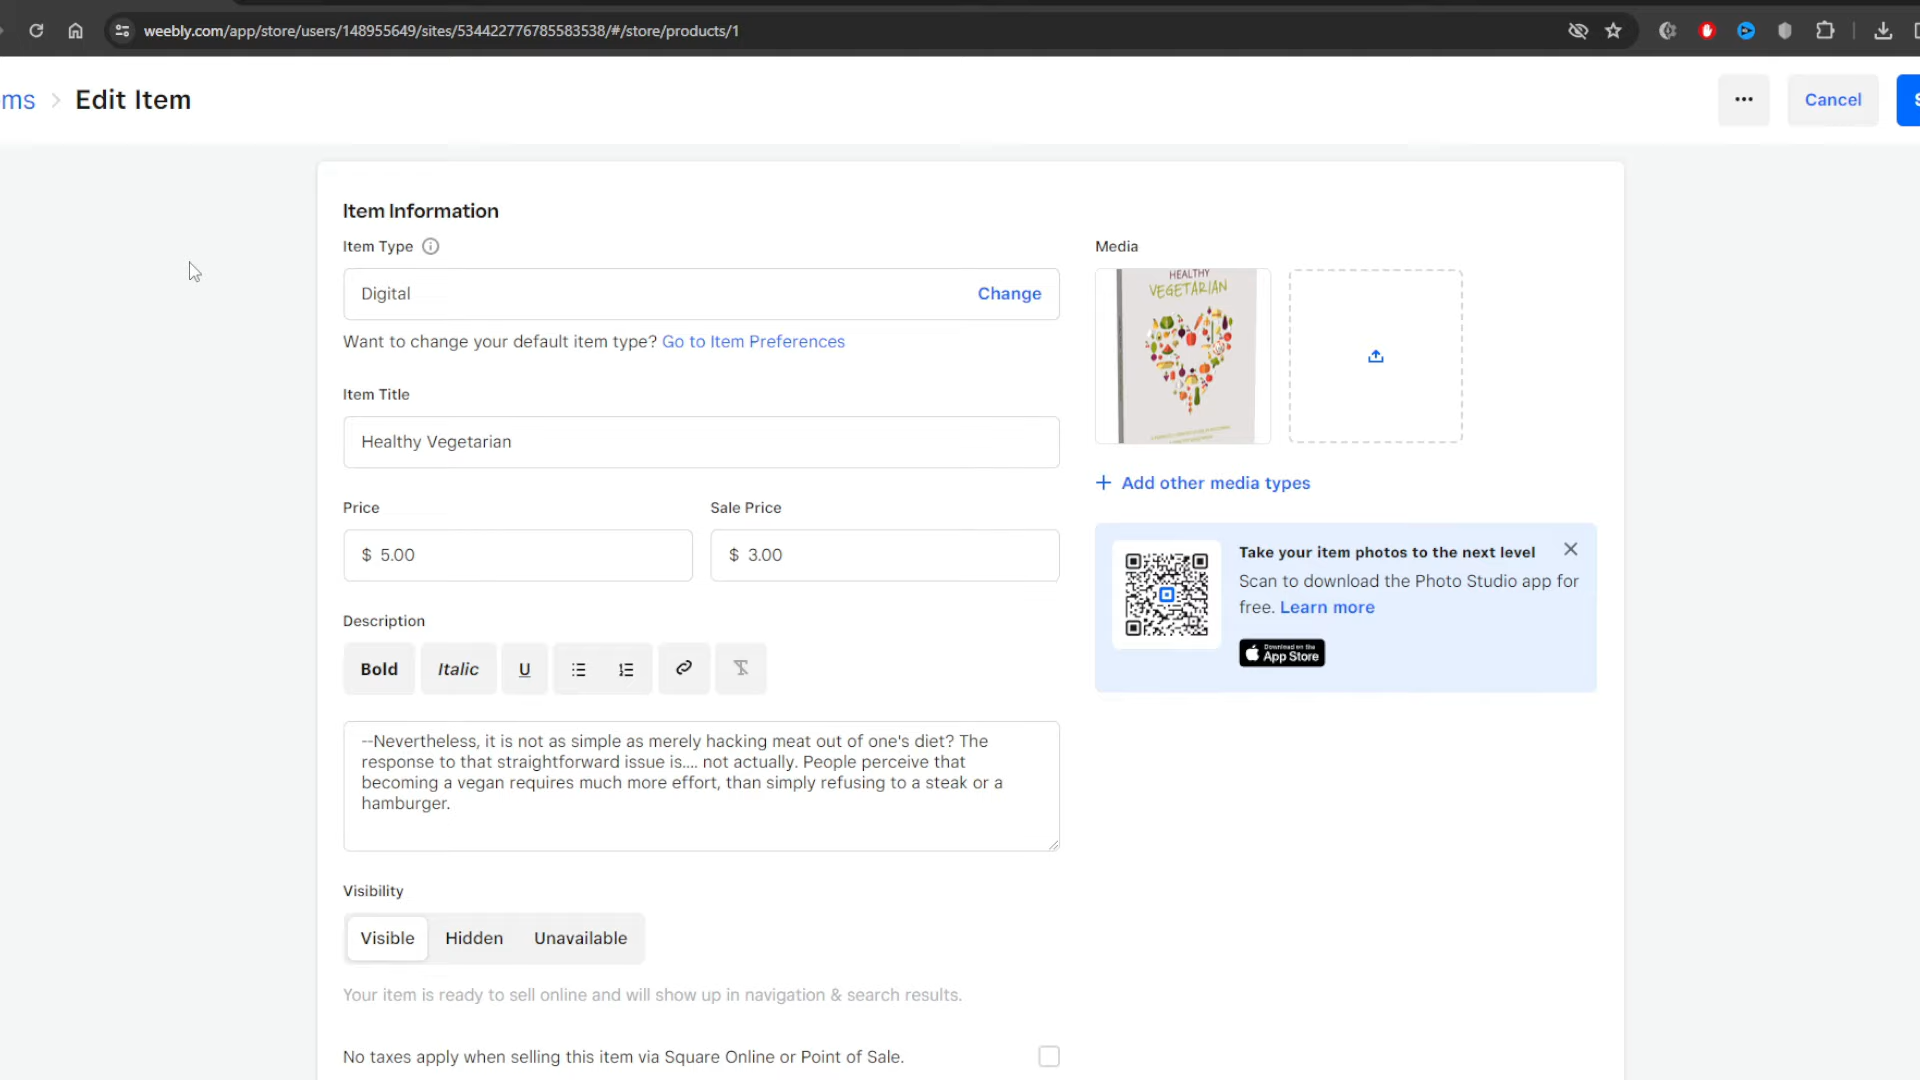 weebly.com/app/store/users/148955649/sites/534422776785583538/#/store/products/1
ms > Edit Item
Cancel
Item Information
Item Type
Digital
Change
Want to change your default item type? Go to Item Preferences
Item Title
Healthy Vegetarian
Price
Sale Price
$ 5.00
$ 3.00
Description
Bold
Italic
U
--Nevertheless, it is not as simple as merely hacking meat out of one's diet? The
response to that straightforward issue is.... not actually. People perceive that
becoming a vegan requires much more effort, than simply refusing to a steak or a
hamburger.
Visibility
Visible
Hidden
Unavailable
Your item is ready to sell online and will show up in navigation & search results.
No taxes apply when selling this item via Square Online or Point of Sale.
Media
HEALTHY
VEGETARIAN
+ Add other media types
Take your item photos to the next level
Scan to download the Photo Studio app for
free. Learn more
Download on the
App Store